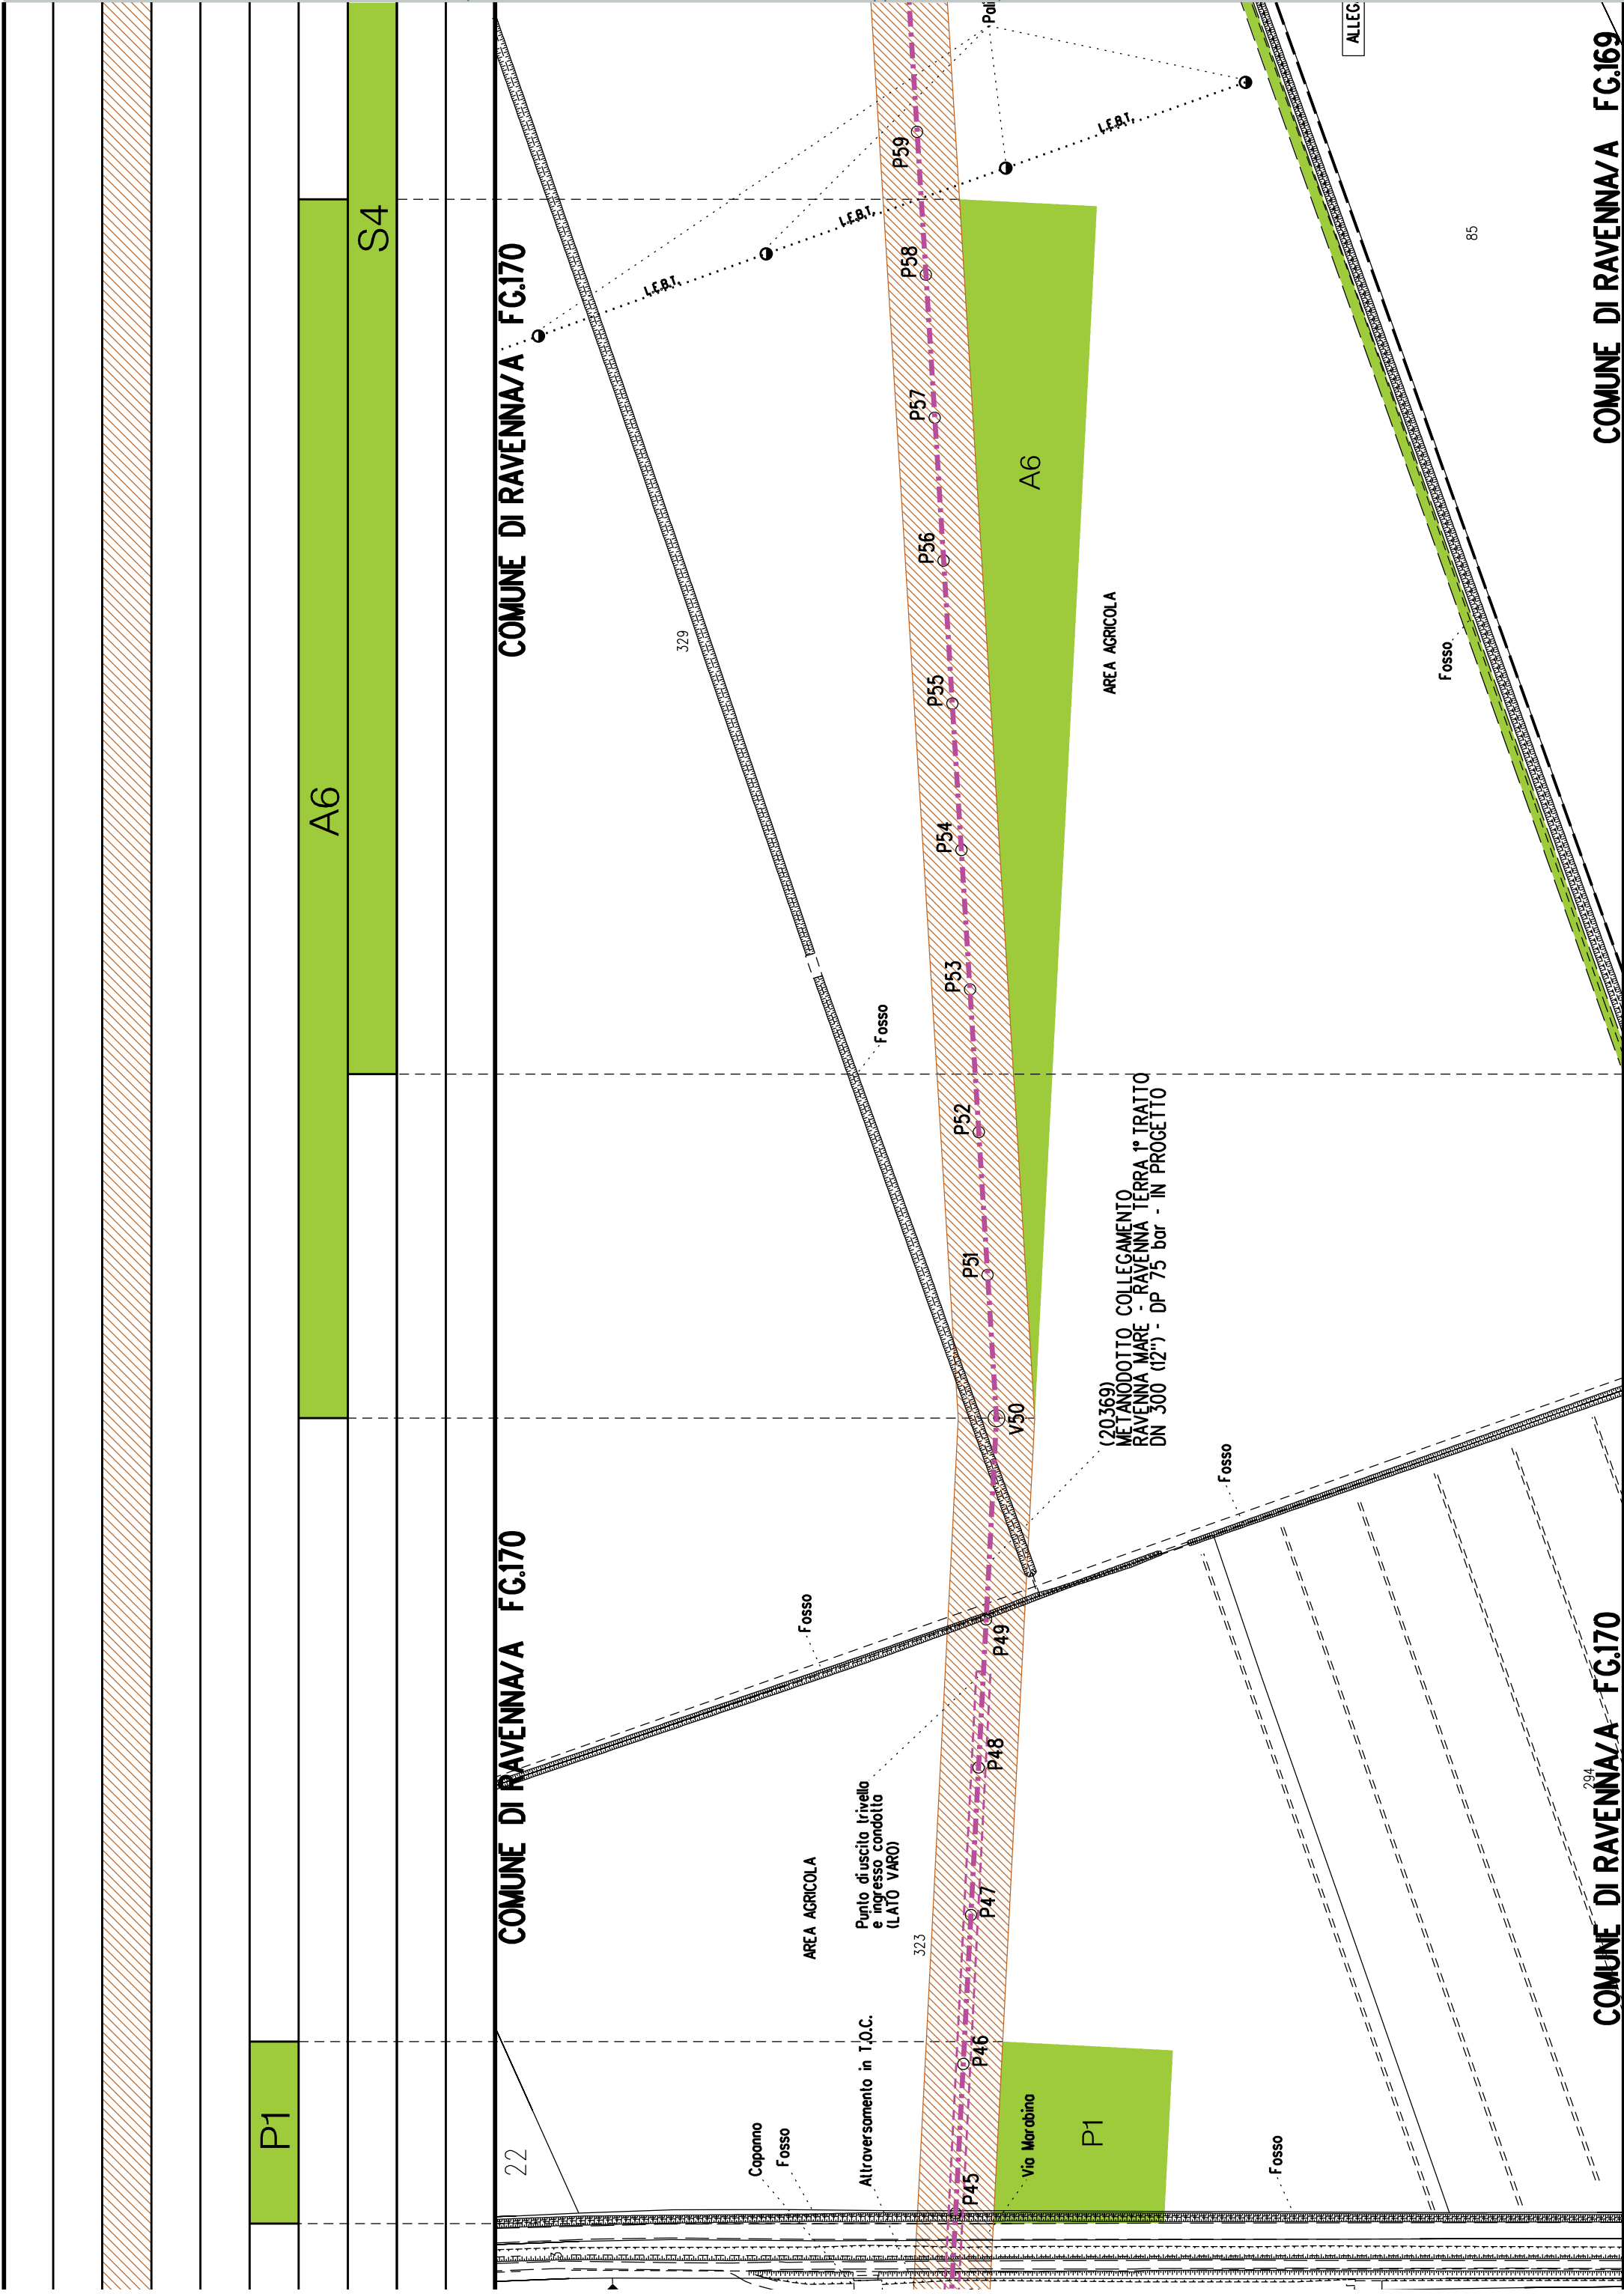 P1
A6
S4
COMUNE DI RAVENNA/A FG.170
COMUNE DI RAVENNA/A FG.170
22
Capanno
Fosso
Fosso
329
L.E.B.T.
L.E.B.T.
L.E.B.T.
AREA AGRICOLA
Attraversamento in T.O.C.
Punto di uscita trivella
e ingresso condotta
(LATO VARO)
323
Fosso
P45
P46
P47
P48
P49
V50
P51
P52
P53
P54
P55
P56
P57
P58
P59
Via Marabina
P1
A6
AREA AGRICOLA
(20369)
METANODOTTO COLLEGAMENTO
RAVENNA MARE - RAVENNA TERRA 1° TRATTO
DN 300 (12") - DP 75 bar - IN PROGETTO
Fosso
Fosso
Fosso
85
294
COMUNE DI RAVENNA/A FG.170
COMUNE DI RAVENNA/A FG.169